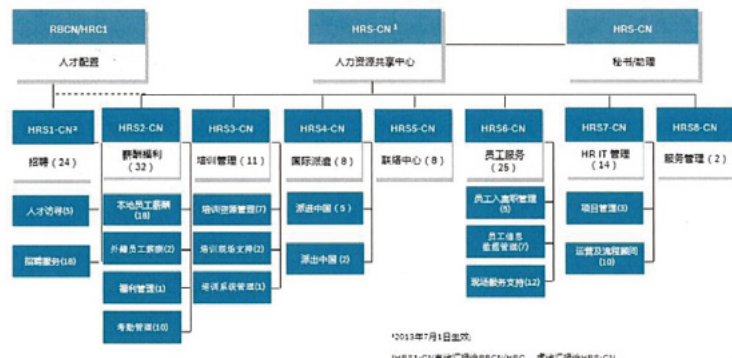 RBCN/HRC1
人才配置
HRS-CN 1
人力资源共享中心
HRS-CN
秘书/助理
HRS1-CN²
招聘（24）
HRS2-CN
薪酬福利
（32）
HRS3-CN
培训管理（11）
HRS4-CN
国际派遣（8）
HRS5-CN
联络中心（8）
HRS6-CN
员工服务
（25）
HRS7-CN
HR IT 管理
（14）
HRS8-CN
服务管理（2）
人才访寻(5)
招聘服务(18)
本地员工薪酬
(18)
外籍员工薪酬(2)
福利管理(1)
考勤管理(10)
培训资源管理(7)
培训现场支持(2)
培训系统管理(1)
派进中国（5）
派出中国(2)
员工入离职管理
(5)
员工信息
数据管理(7)
现场服务支持(12)
项目管理(3)
运营及流程顾问
(10)
¹2013年7月1日生效;